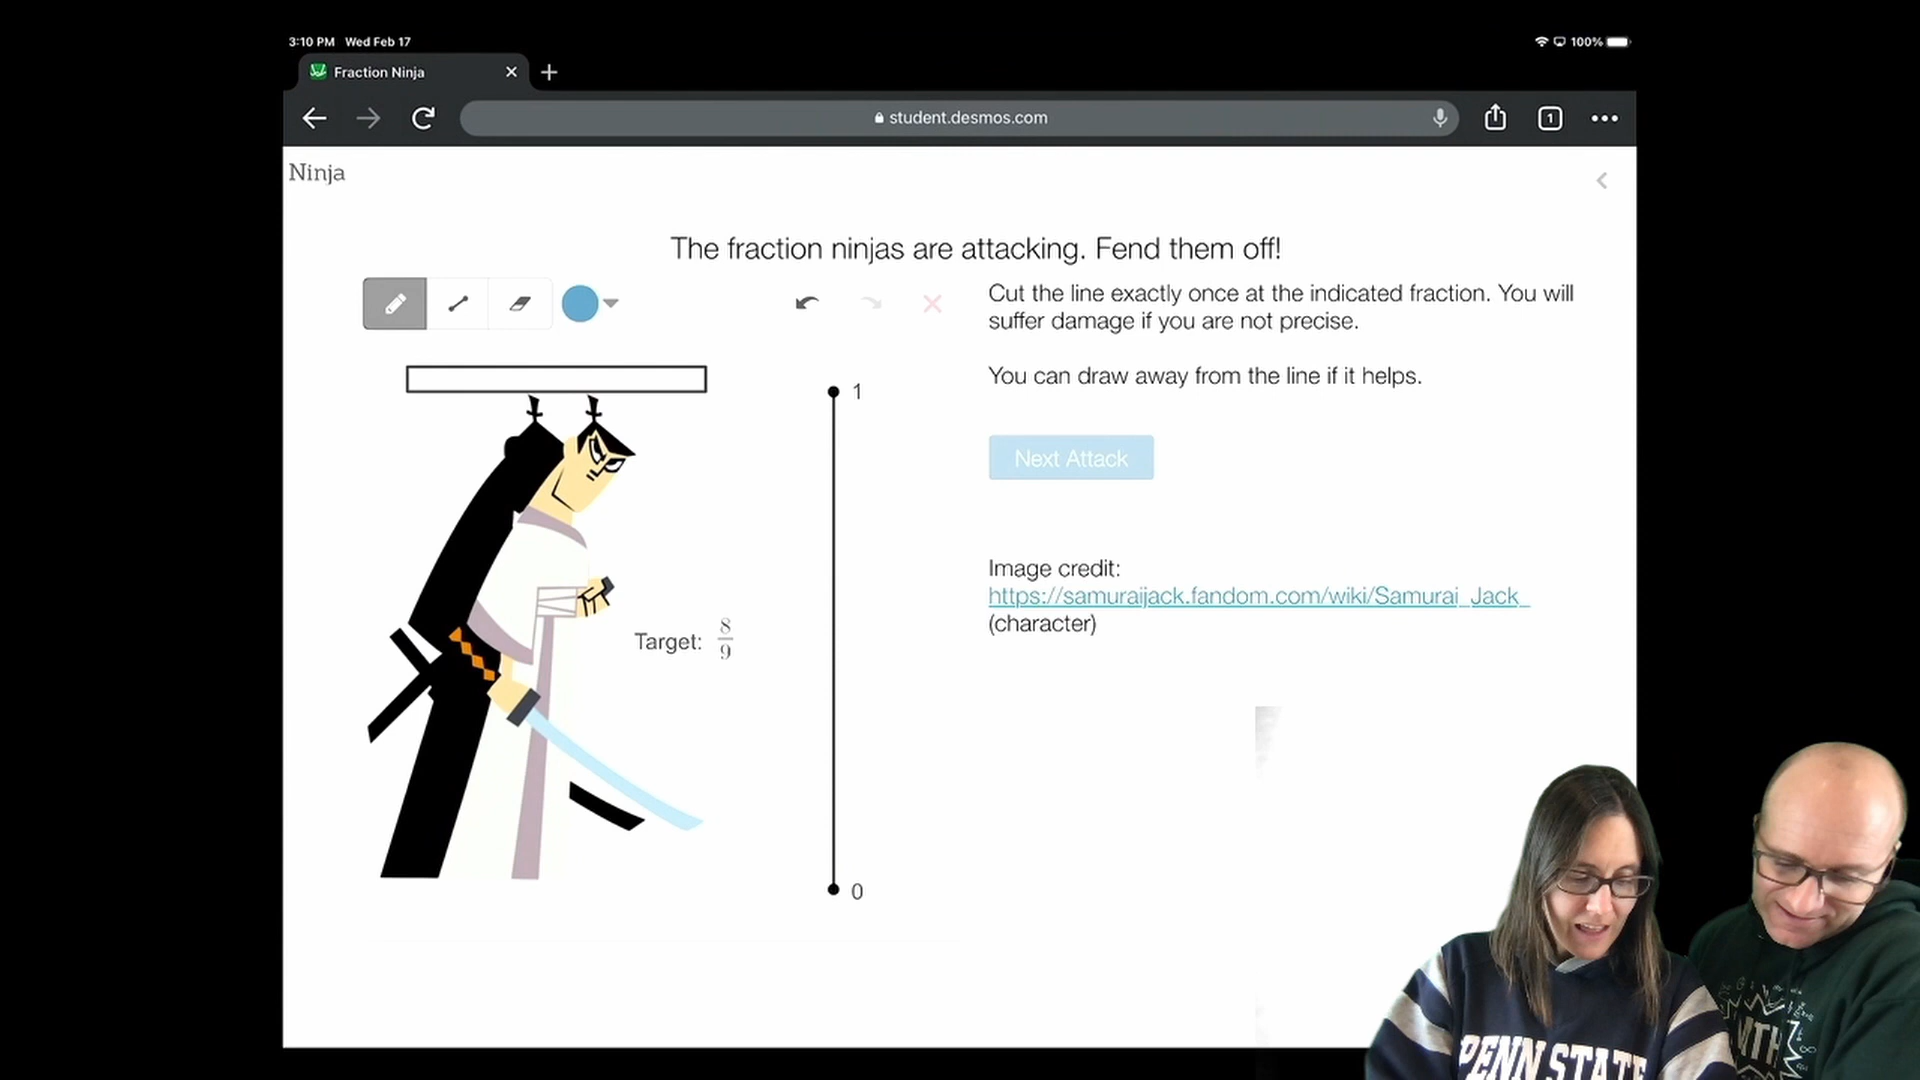 3:10 PM Wed Feb 17
100%
Fraction Ninja
student.desmos.com
1
Ninja
The fraction ninjas are attacking. Fend them off!
Cut the line exactly once at the indicated fraction. You will
suffer damage if you are not precise.
You can draw away from the line if it helps.
1
Next Attack
Image credit:
https://samuraijack.fandom.com/wiki/Samurai_Jack_
(character)
Target: 8/9
0
PENN STATE